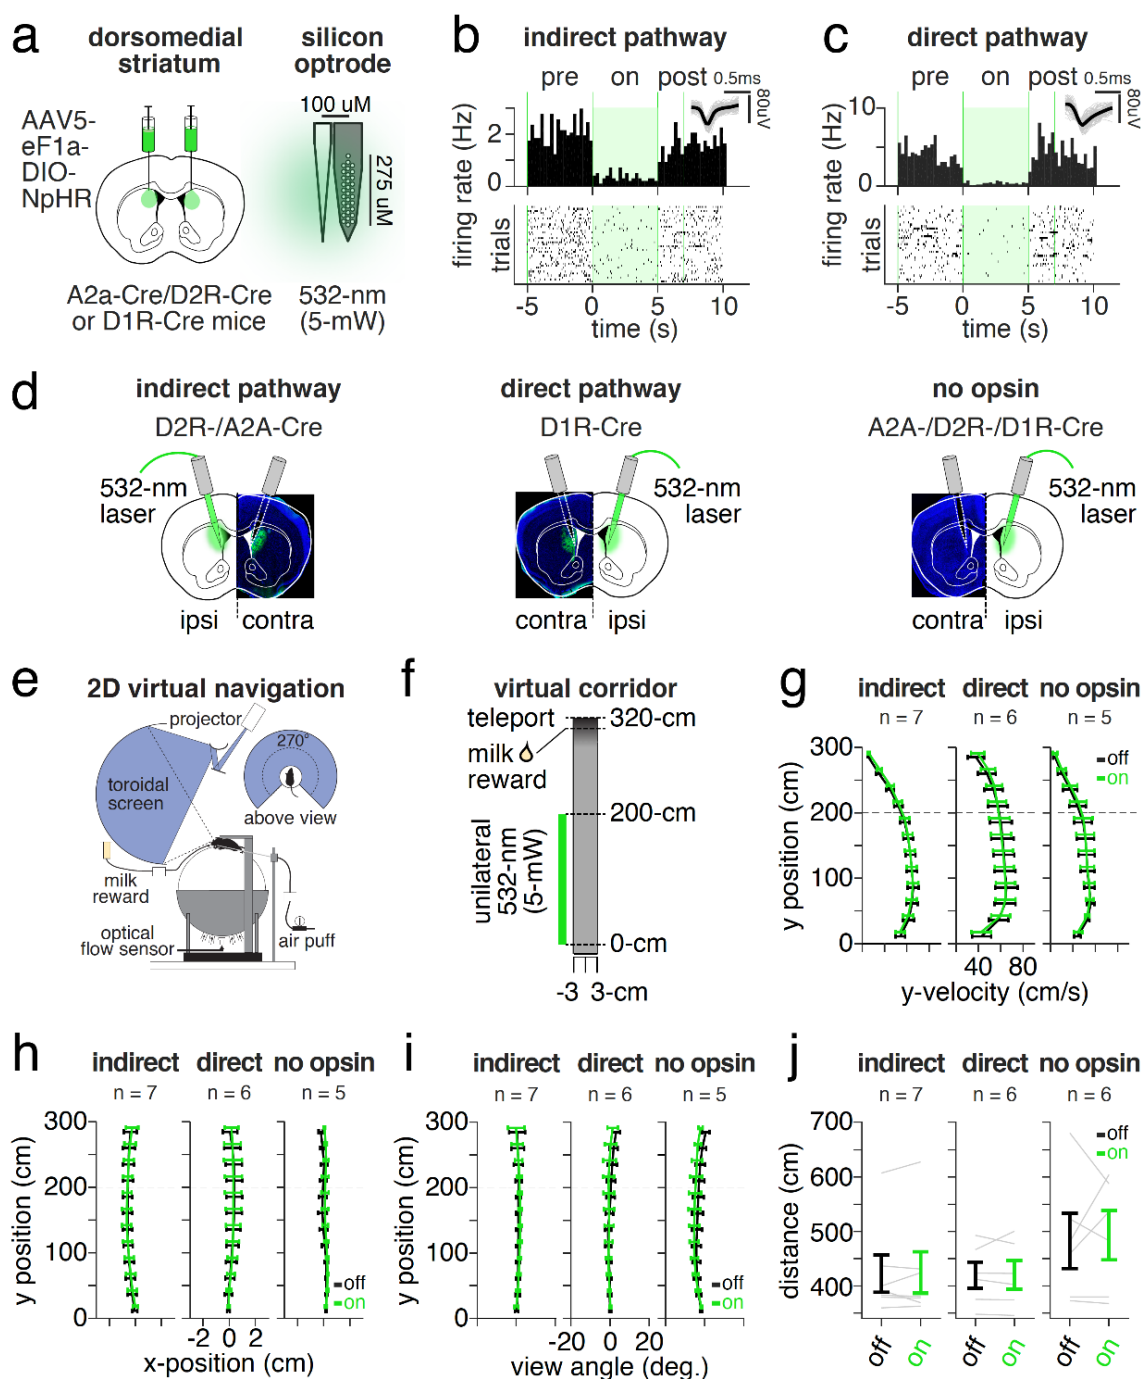 a
dorsomedial
striatum
silicon
optrode
AAV5-
eF1a-
DIO-
NpHR
100 uM
275 uM
A2a-Cre/D2R-Cre
or D1R-Cre mice
532-nm
(5-mW)
b
indirect pathway
pre on post 0.5ms
80uV
firing rate (Hz)
2
0
trials
-5 0 5 10
time (s)
c
direct pathway
pre on post 0.5ms
80uV
firing rate (Hz)
10
0
trials
-5 0 5 10
time (s)
d
indirect pathway
D2R-/A2A-Cre
532-nm
laser
ipsi contra
direct pathway
D1R-Cre
532-nm
laser
contra ipsi
no opsin
A2A-/D2R-/D1R-Cre
532-nm
laser
contra ipsi
e
2D virtual navigation
projector
270°
toroidal
screen
above view
milk
reward
optical
flow sensor
air puff
f
virtual corridor
teleport
320-cm
milk
reward
200-cm
unilateral
532-nm
(5-mW)
0-cm
-3 3-cm
g
indirect direct no opsin
n = 7 n = 6 n = 5
off
on
y position (cm)
300
200
100
0
40 80
y-velocity (cm/s)
h
indirect direct no opsin
n = 7 n = 6 n = 5
y position (cm)
300
200
100
0
off
on
-2 0 2
x-position (cm)
i
indirect direct no opsin
n = 7 n = 6 n = 5
y position (cm)
300
200
100
0
off
on
-20 0 20
view angle (deg.)
j
indirect direct no opsin
n = 7 n = 6 n = 6
off
on
distance (cm)
700
600
500
400
off on off on off on